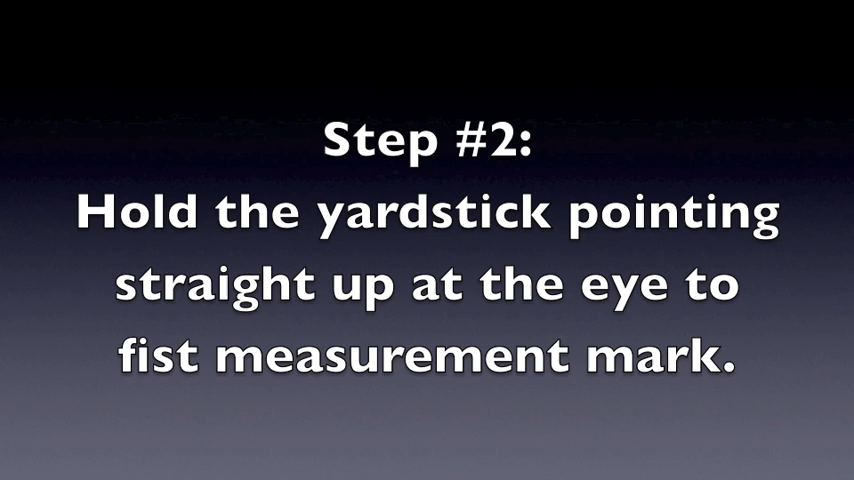 Step #2:
Hold the yardstick pointing
straight up at the eye to
fist measurement mark.